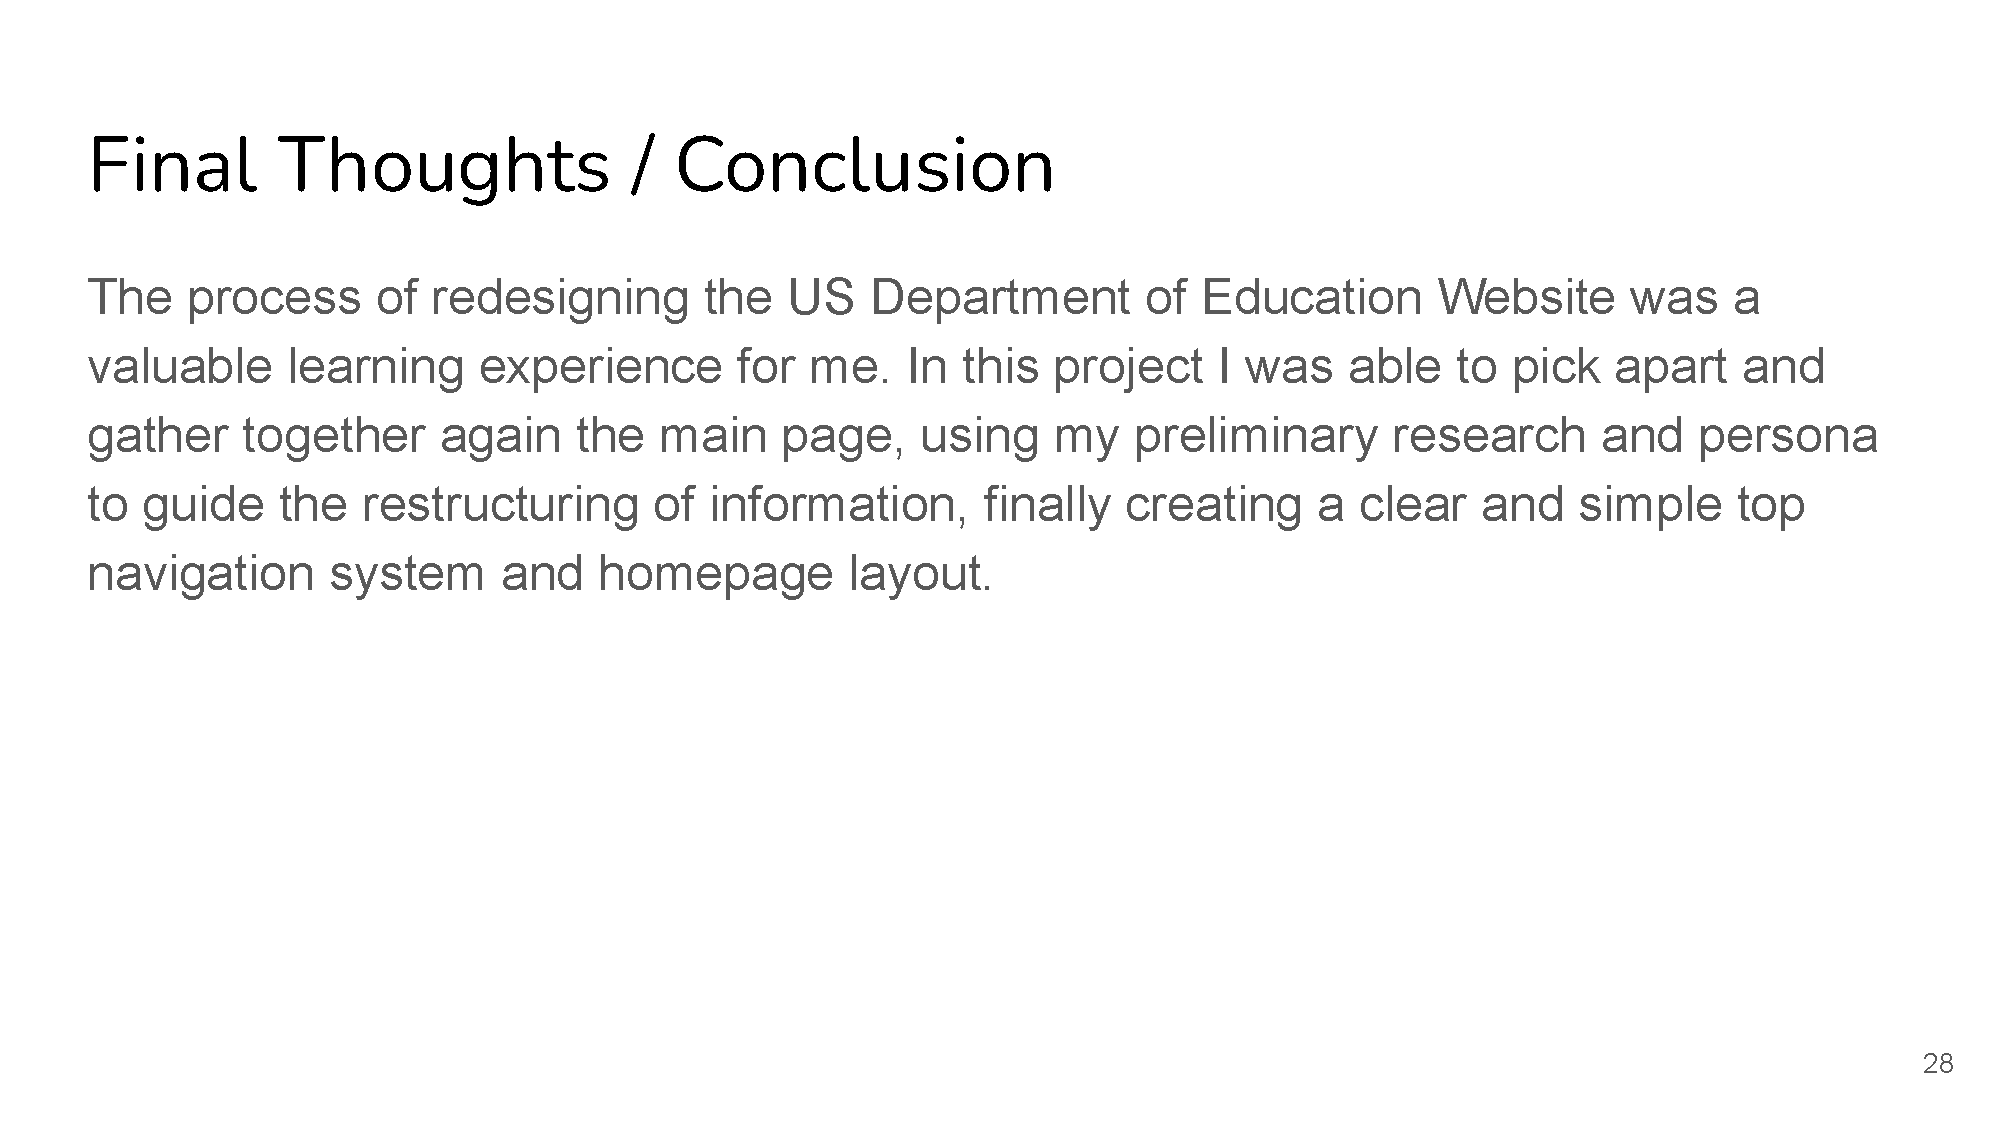 Final Thoughts / Conclusion
The process of redesigning the US Department of Education Website was a
valuable learning experience for me. In this project I was able to pick apart and
gather together again the main page, using my preliminary research and persona
to guide the restructuring of information, finally creating a clear and simple top
navigation system and homepage layout.
28